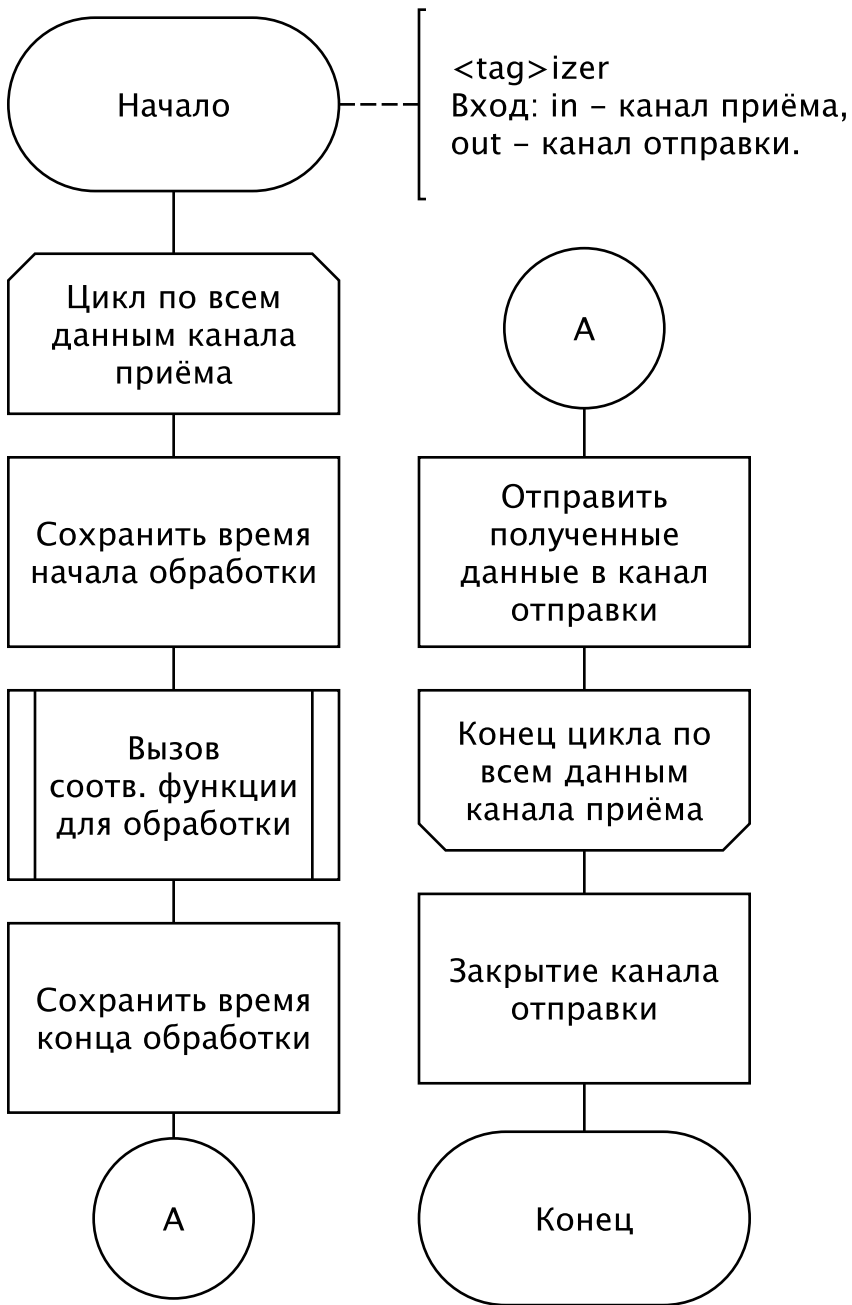 Начало
<tag>izer
Вход: in – канал приёма,
out – канал отправки.
Цикл по всем
данным канала
приёма
Сохранить время
начала обработки
Вызов
соотв. функции
для обработки
Сохранить время
конца обработки
А
А
Отправить
полученные
данные в канал
отправки
Конец цикла по
всем данным
канала приёма
Закрытие канала
отправки
Конец